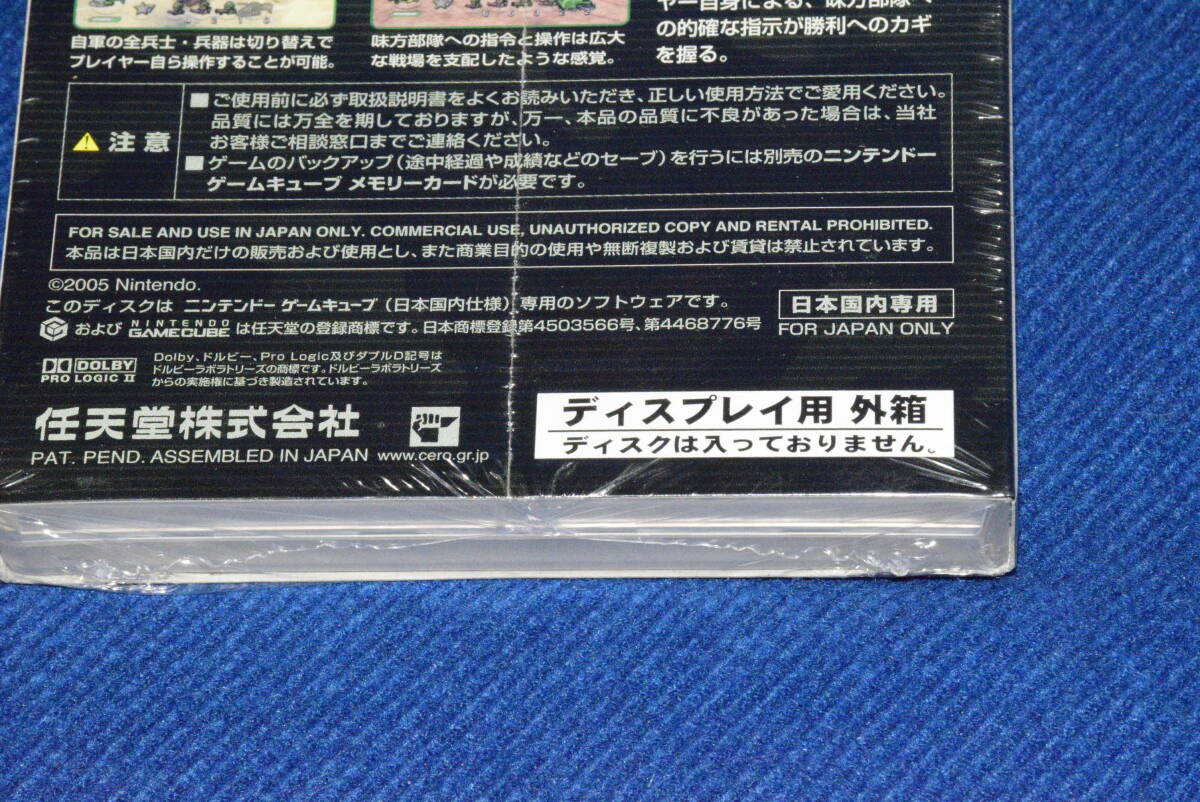 自軍の全兵士・兵器は切り替えで
プレイヤー自ら操作することが可能。
味方部隊への指令と操作は広大
な戦場を支配したような感覚。
ヤー自身による、味方部隊へ
の的確な指示が勝利へのカギ
を握る。
注意
■ご使用前に必ず取扱説明書をよくお読みいただき、正しい使用方法でご愛用ください。
品質には万全を期しておりますが、万一、本品の品質に不良があった場合は、当社
お客様ご相談窓口までご連絡ください。
■ゲームのバックアップ(途中経過や成績などのセーブ)を行うには別売のニンテンドー
ゲームキューブ メモリーカードが必要です。
FOR SALE AND USE IN JAPAN ONLY. COMMERCIAL USE, UNAUTHORIZED COPY AND RENTAL PROHIBITED.
本品は日本国内だけの販売および使用とし、また商業目的の使用や無断複製および賃貸は禁止されています。
©2005 Nintendo.
このディスクは ニンテンドー ゲームキューブ (日本国内仕様) 専用のソフトウェアです。
および NINTENDO GAMECUBE は任天堂の登録商標です。日本商標登録第4503566号、第4468776号
日本国内専用
FOR JAPAN ONLY
DOLBY
PRO LOGIC II
Dolby、ドルビー、Pro Logic及びダブルD記号は
ドルビーラボラトリーズの商標です。ドルビーラボラトリーズ
からの実施権に基づき製造されています。
任天堂株式会社
PAT. PEND. ASSEMBLED IN JAPAN www.cero.gr.jp
ディスプレイ用 外箱
ディスクは入っておりません。